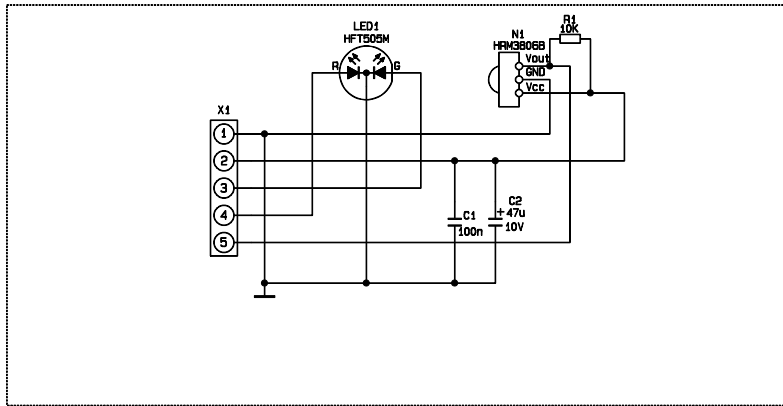 LED1
HFT505M
R
G
N1
HRM3806B
R1
10K
Vout
GND
Vcc
X1
1
2
3
4
5
C1
100n
C2
+ 47u
10V